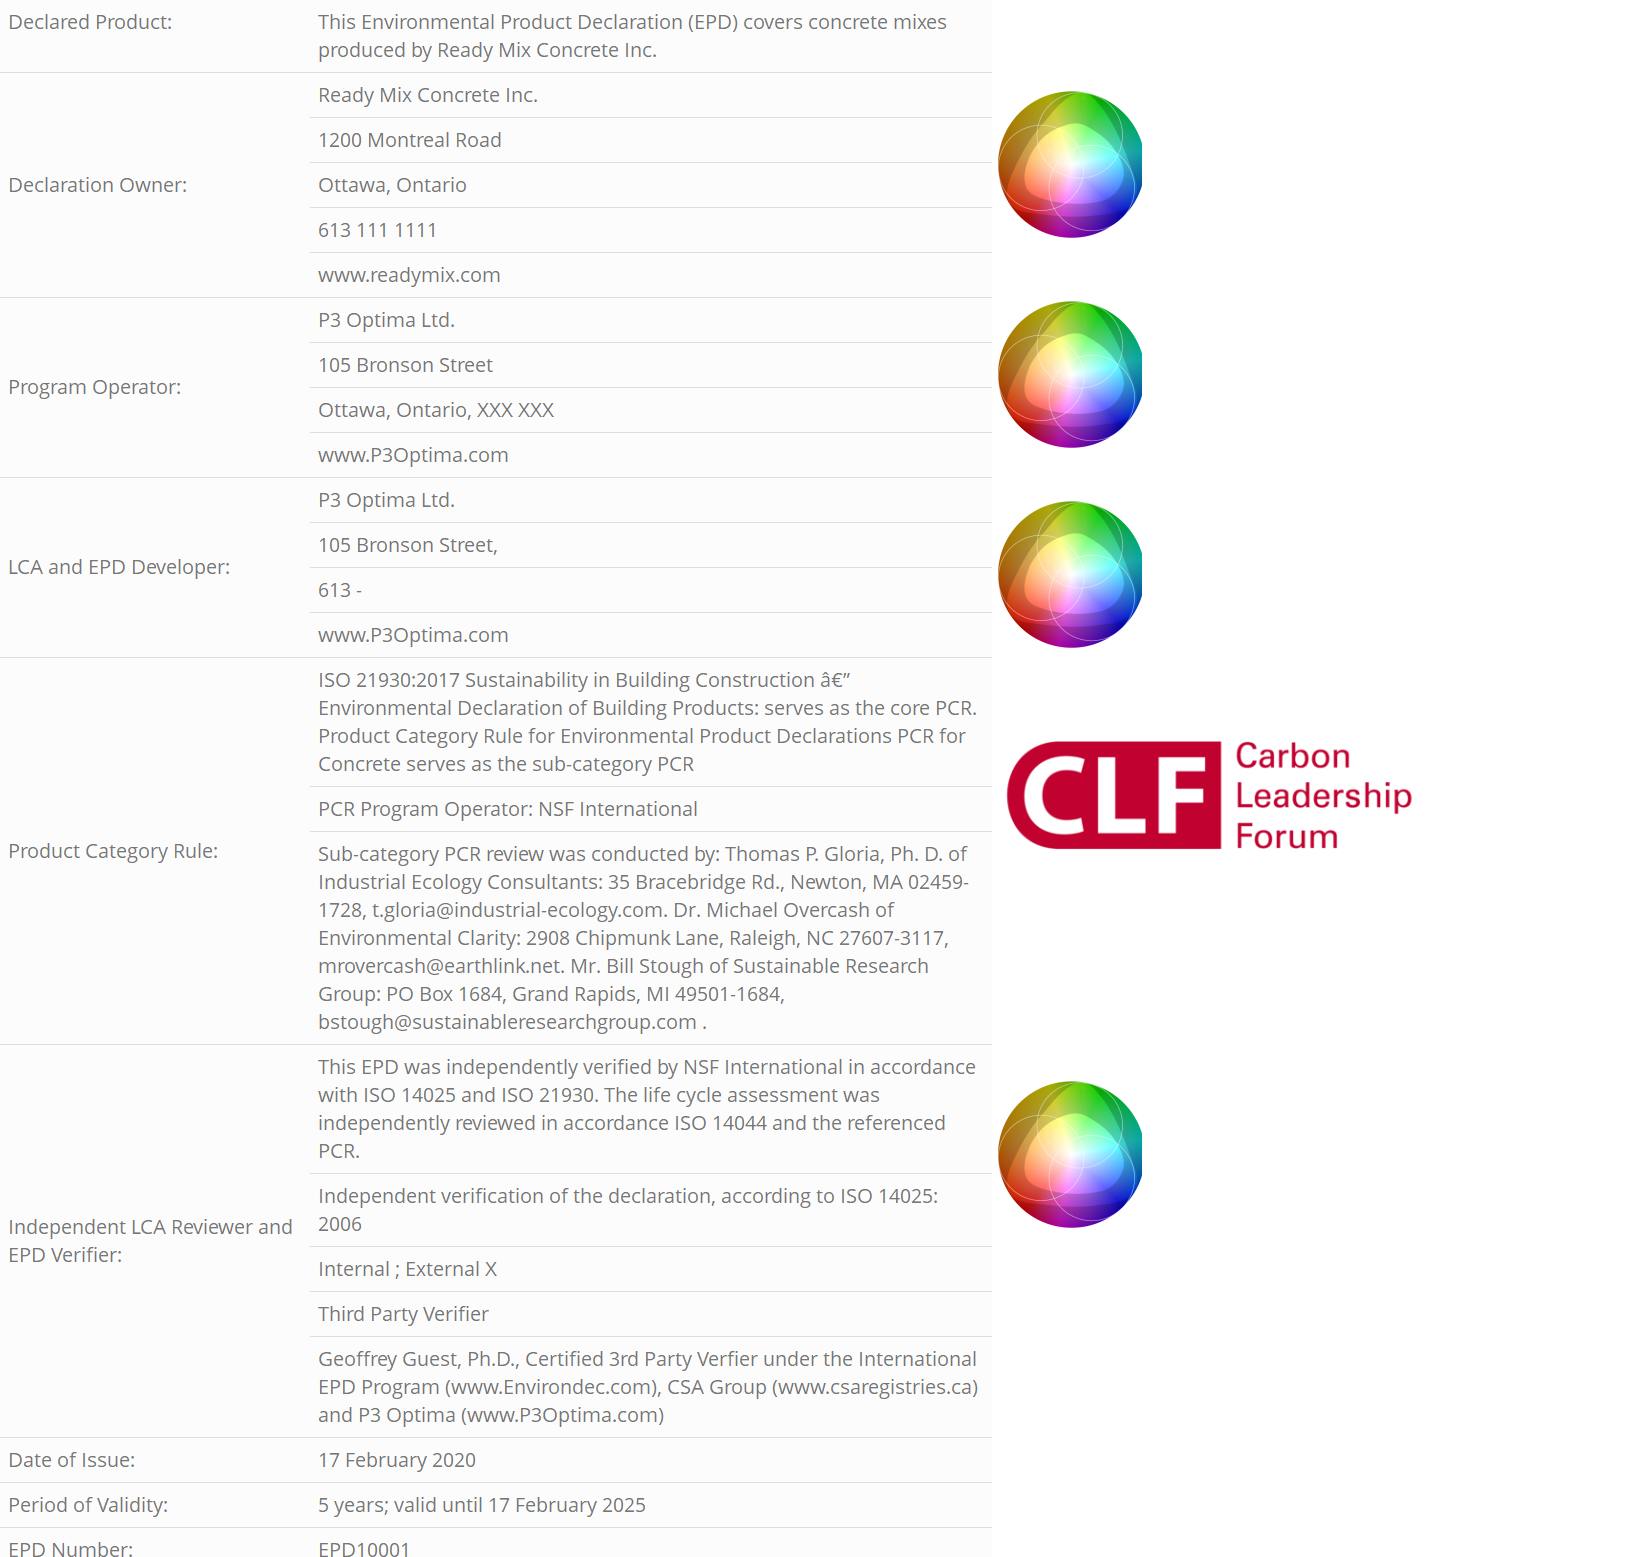 Declared Product:
This Environmental Product Declaration (EPD) covers concrete mixes
produced by Ready Mix Concrete Inc.
Declaration Owner:
Ready Mix Concrete Inc.
1200 Montreal Road
Ottawa, Ontario
613 111 1111
www.readymix.com
Program Operator:
P3 Optima Ltd.
105 Bronson Street
Ottawa, Ontario, XXX XXX
www.P3Optima.com
LCA and EPD Developer:
P3 Optima Ltd.
105 Bronson Street,
613 -
www.P3Optima.com
Product Category Rule:
ISO 21930:2017 Sustainability in Building Construction â€”
Environmental Declaration of Building Products: serves as the core PCR.
Product Category Rule for Environmental Product Declarations PCR for
Concrete serves as the sub-category PCR
PCR Program Operator: NSF International
Sub-category PCR review was conducted by: Thomas P. Gloria, Ph. D. of
Industrial Ecology Consultants: 35 Bracebridge Rd., Newton, MA 02459-
1728, t.gloria@industrial-ecology.com. Dr. Michael Overcash of
Environmental Clarity: 2908 Chipmunk Lane, Raleigh, NC 27607-3117,
mrovercash@earthlink.net. Mr. Bill Stough of Sustainable Research
Group: PO Box 1684, Grand Rapids, MI 49501-1684,
bstough@sustainableresearchgroup.com .
CLF
Carbon
Leadership
Forum
Independent LCA Reviewer and
EPD Verifier:
This EPD was independently verified by NSF International in accordance
with ISO 14025 and ISO 21930. The life cycle assessment was
independently reviewed in accordance ISO 14044 and the referenced
PCR.
Independent verification of the declaration, according to ISO 14025:
2006
Internal ; External X
Third Party Verifier
Geoffrey Guest, Ph.D., Certified 3rd Party Verfier under the International
EPD Program (www.Environdec.com), CSA Group (www.csaregistries.ca)
and P3 Optima (www.P3Optima.com)
Date of Issue:
17 February 2020
Period of Validity:
5 years; valid until 17 February 2025
EPD Number:
EPD10001